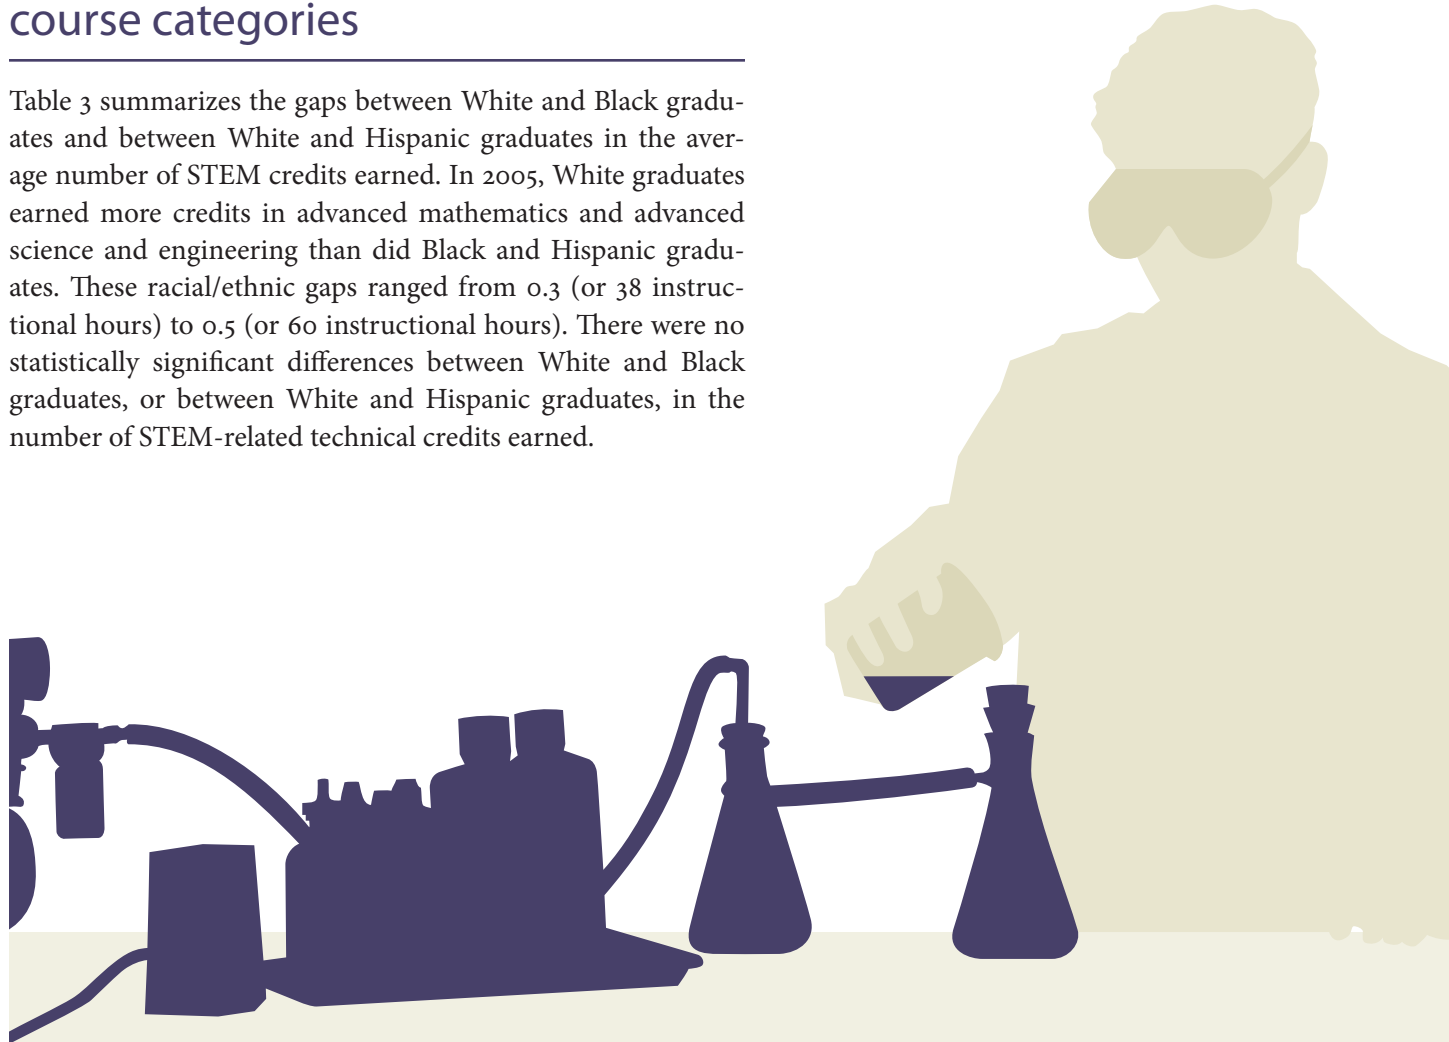 course categories
Table 3 summarizes the gaps between White and Black gradu-
ates and between White and Hispanic graduates in the aver-
age number of STEM credits earned. In 2005, White graduates
earned more credits in advanced mathematics and advanced
science and engineering than did Black and Hispanic gradu-
ates. These racial/ethnic gaps ranged from 0.3 (or 38 instruc-
tional hours) to 0.5 (or 60 instructional hours). There were no
statistically significant differences between White and Black
graduates, or between White and Hispanic graduates, in the
number of STEM-related technical credits earned.